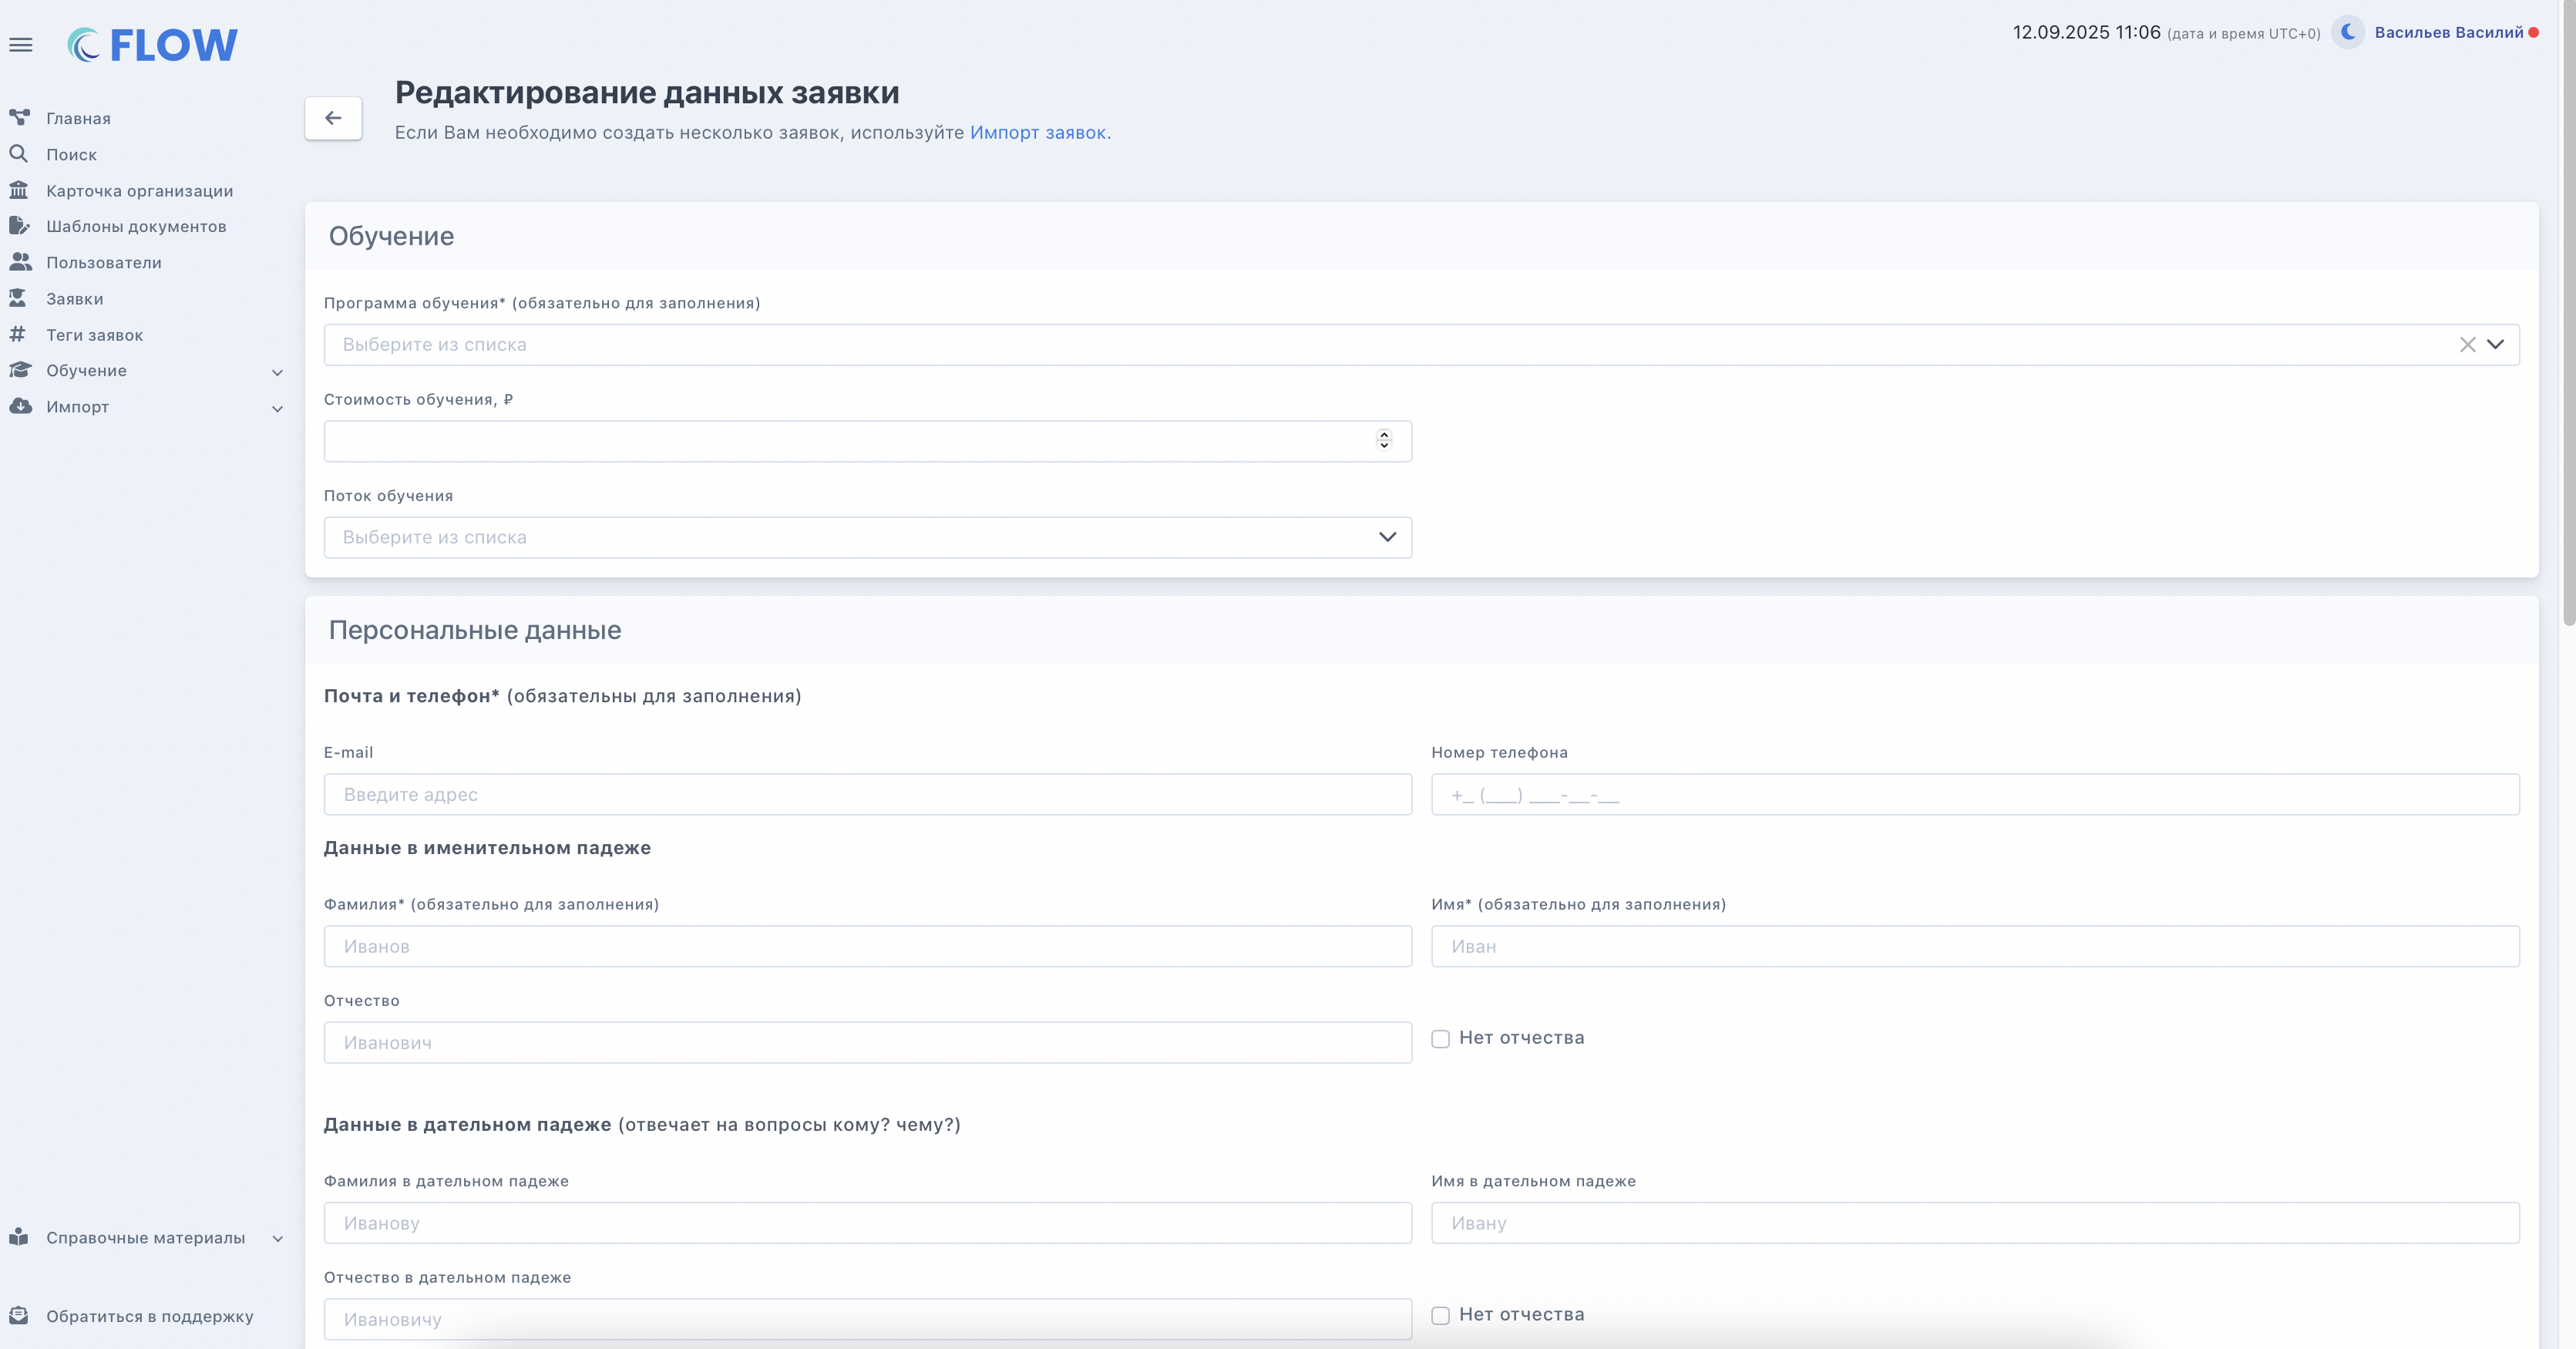 FLOW
12.09.2025 11:06 (дата и время UTC+0)
Васильев Василий
Главная
Поиск
Карточка организации
Шаблоны документов
Пользователи
Заявки
Теги заявок
Обучение
Импорт
Справочные материалы
Обратиться в поддержку
Редактирование данных заявки
Если Вам необходимо создать несколько заявок, используйте Импорт заявок.
Обучение
Программа обучения* (обязательно для заполнения)
Выберите из списка
Стоимость обучения, ₽
Поток обучения
Выберите из списка
Персональные данные
Почта и телефон* (обязательны для заполнения)
E-mail
Введите адрес
Номер телефона
+_ (___) ___-__-__
Данные в именительном падеже
Фамилия* (обязательно для заполнения)
Иванов
Имя* (обязательно для заполнения)
Иван
Отчество
Иванович
Нет отчества
Данные в дательном падеже (отвечает на вопросы кому? чему?)
Фамилия в дательном падеже
Иванову
Имя в дательном падеже
Ивану
Отчество в дательном падеже
Ивановичу
Нет отчества